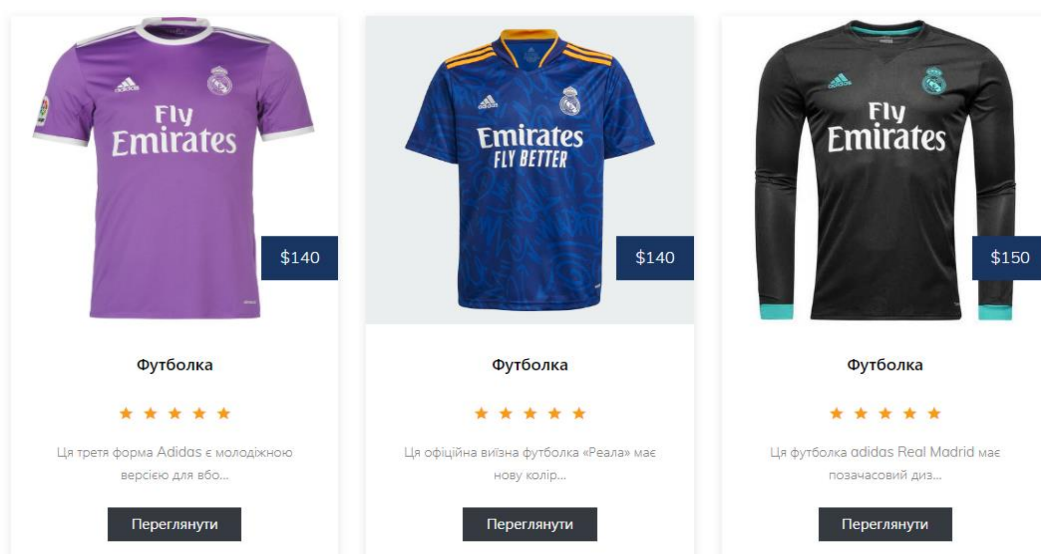 Fly
Emirates
$140
Футболка
Ця третя форма Adidas є молодіжною
версією для вбо...
Переглянути
Emirates
FLY BETTER
$140
Футболка
Ця офіційна виїзна футболка «Реала» має
нову колір...
Переглянути
Fly
Emirates
$150
Футболка
Ця футболка adidas Real Madrid має
позачасовий диз...
Переглянути